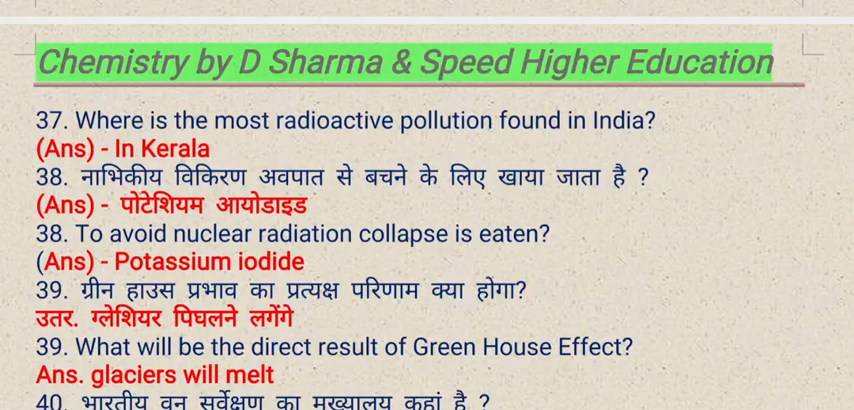 Chemistry by D Sharma & Speed Higher Education
37. Where is the most radioactive pollution found in India?
(Ans) - In Kerala
38. नाभिकीय विकिरण अवपात से बचने के लिए खाया जाता है ?
(Ans) - पोटेशियम आयोडाइड
38. To avoid nuclear radiation collapse is eaten?
(Ans) - Potassium iodide
39. ग्रीन हाउस प्रभाव का प्रत्यक्ष परिणाम क्या होगा?
उतर. ग्लेशियर पिघलने लगेंगे
39. What will be the direct result of Green House Effect?
Ans. glaciers will melt
40. भारतीय वन सर्वेक्षण का मुख्यालय कहां है ?